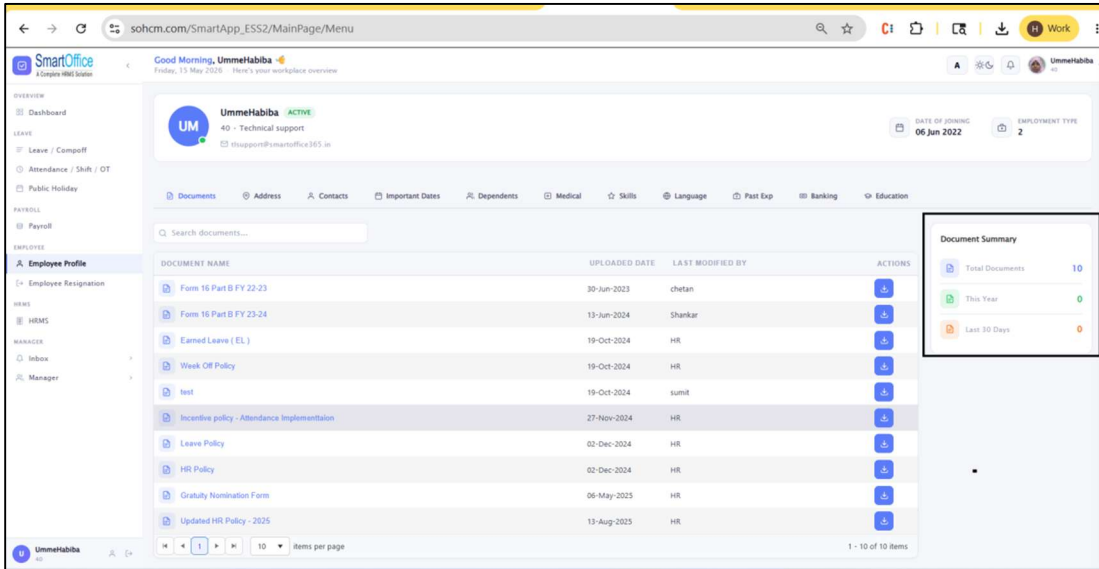 sohcm.com/SmartApp_ESS2/MainPage/Menu
H Work
SmartOffice
A Complete HRMS Solution
Good Morning, UmmeHabiba
Friday, 15 May 2026 Here's your workplace overview
A
UmmeHabiba
40
OVERVIEW
Dashboard
LEAVE
Leave / Compoff
Attendance / Shift / OT
Public Holiday
PAYROLL
Payroll
EMPLOYEE
Employee Profile
Employee Resignation
HRMS
HRMS
MANAGER
Inbox
Manager
UM
UmmeHabiba ACTIVE
40 - Technical support
tlsupport@smartoffice365.in
DATE OF JOINING
06 Jun 2022
EMPLOYMENT TYPE
2
Documents Address Contacts Important Dates Dependents Medical Skills Language Past Exp Banking Education
Search documents...
DOCUMENT NAME UPLOADED DATE LAST MODIFIED BY ACTIONS
Form 16 Part B FY 22-23 30-Jun-2023 chetan
Form 16 Part B FY 23-24 13-Jun-2024 Shankar
Earned Leave ( EL ) 19-Oct-2024 HR
Week Off Policy 19-Oct-2024 HR
test 19-Oct-2024 sumit
Incentive policy - Attendance Implementtaion 27-Nov-2024 HR
Leave Policy 02-Dec-2024 HR
HR Policy 02-Dec-2024 HR
Gratuity Nomination Form 06-May-2025 HR
Updated HR Policy - 2025 13-Aug-2025 HR
1 10 items per page 1 - 10 of 10 items
Document Summary
Total Documents 10
This Year 0
Last 30 Days 0
U UmmeHabiba
40